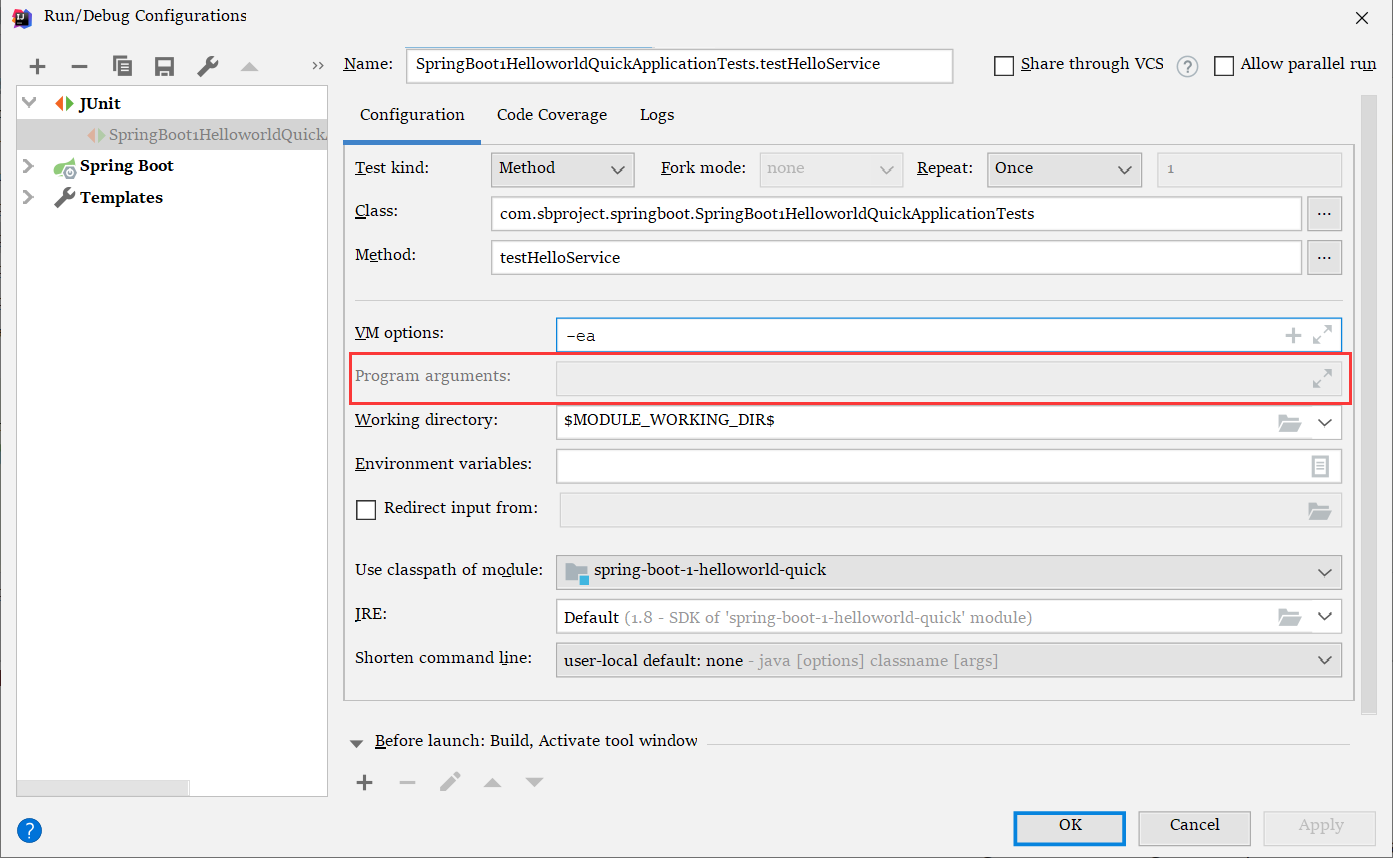 Run/Debug Configurations
Name: SpringBoot1HelloworldQuickApplicationTests.testHelloService Share through VCS ? Allow parallel run
JUnit
SpringBoot1HelloworldQuick
Spring Boot
Templates
Configuration Code Coverage Logs
Test kind: Method Fork mode: none Repeat: Once 1
Class: com.sbproject.springboot.SpringBoot1HelloworldQuickApplicationTests ...
Method: testHelloService ...
VM options: -ea
Program arguments:
Working directory: $MODULE_WORKING_DIR$
Environment variables:
Redirect input from:
Use classpath of module: spring-boot-1-helloworld-quick
JRE: Default (1.8 - SDK of 'spring-boot-1-helloworld-quick' module)
Shorten command line: user-local default: none - java [options] classname [args]
Before launch: Build, Activate tool window
? OK Cancel Apply